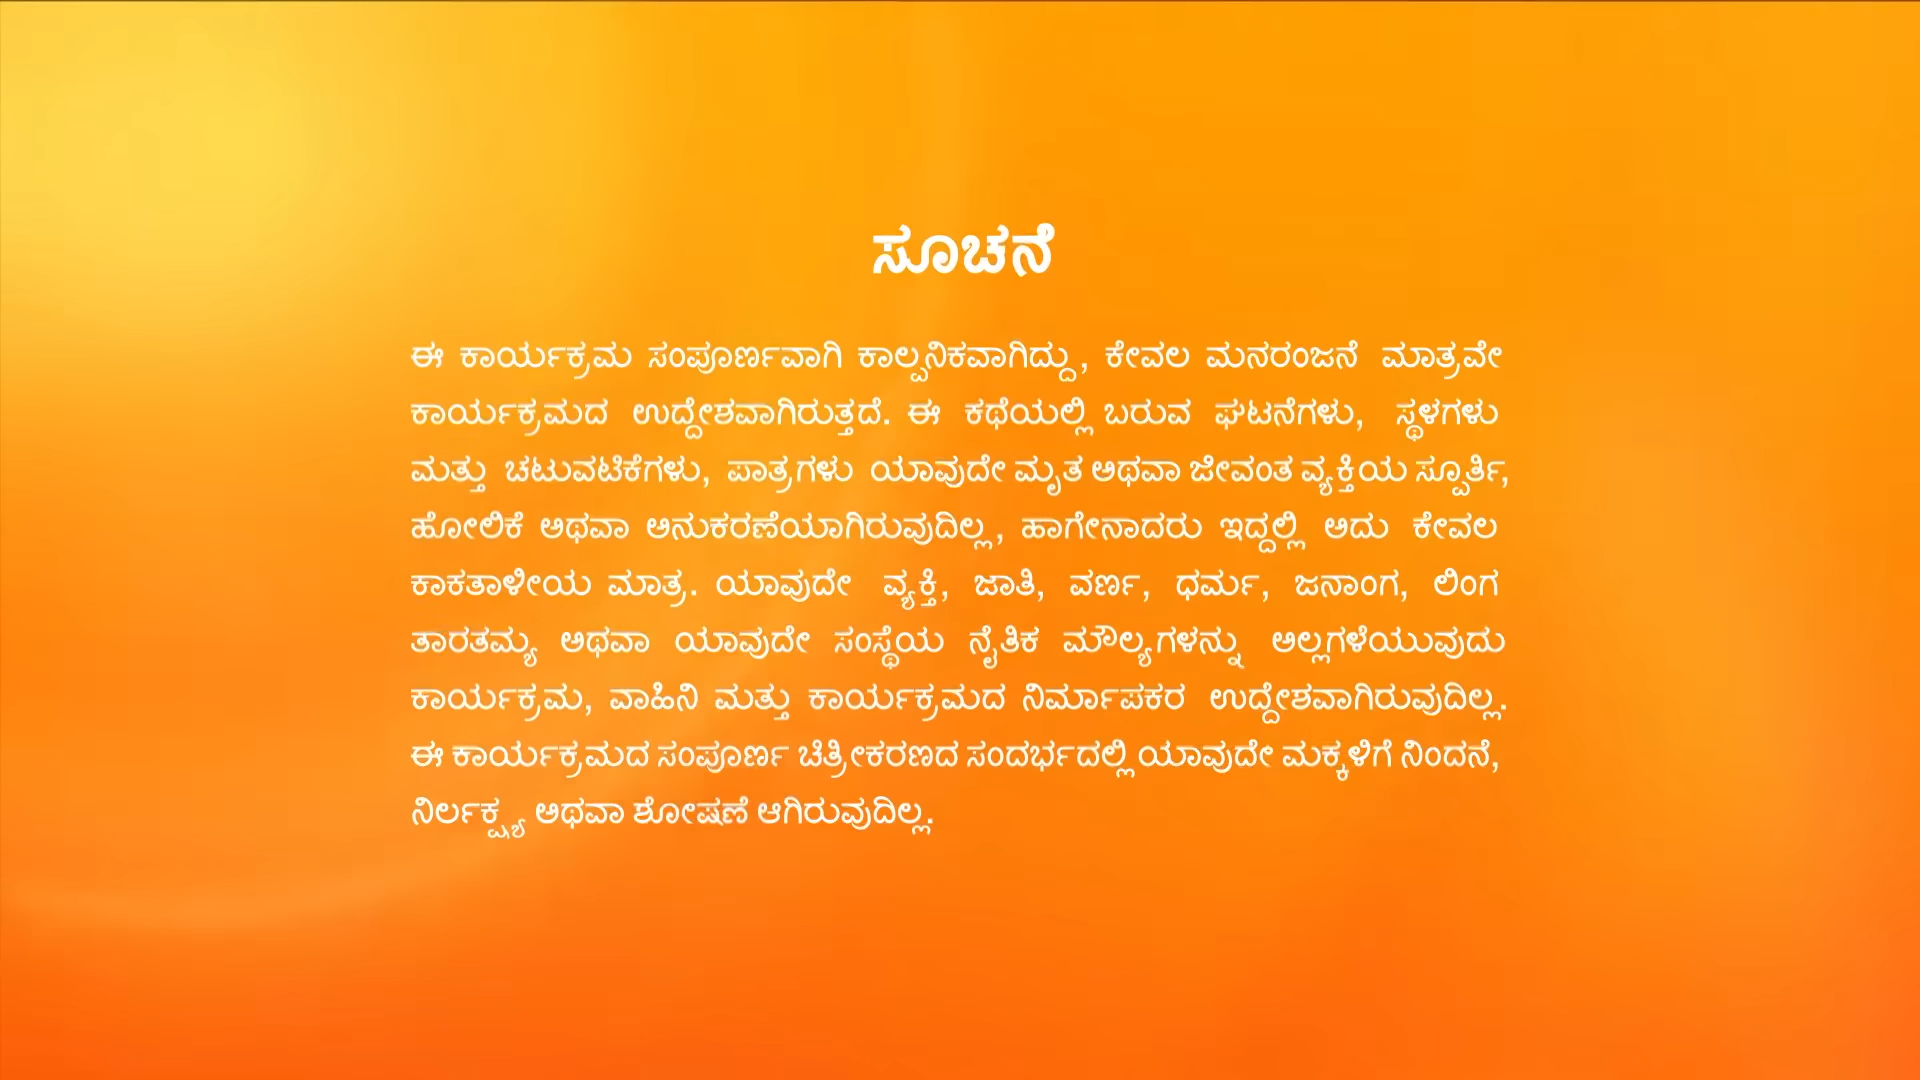 ಸೂಚನೆ
ಈ ಕಾರ್ಯಕ್ರಮ ಸಂಪೂರ್ಣವಾಗಿ ಕಾಲ್ಪನಿಕವಾಗಿದ್ದು, ಕೇವಲ ಮನರಂಜನೆ ಮಾತ್ರವೇ
ಕಾರ್ಯಕ್ರಮದ ಉದ್ದೇಶವಾಗಿರುತ್ತದೆ. ಈ ಕಥೆಯಲ್ಲಿ ಬರುವ ಘಟನೆಗಳು, ಸ್ಥಳಗಳು
ಮತ್ತು ಚಟುವಟಿಕೆಗಳು, ಪಾತ್ರಗಳು ಯಾವುದೇ ಮೃತ ಅಥವಾ ಜೀವಂತ ವ್ಯಕ್ತಿಯ ಸ್ಪೂರ್ತಿ,
ಹೋಲಿಕೆ ಅಥವಾ ಅನುಕರಣೆಯಾಗಿರುವುದಿಲ್ಲ, ಹಾಗೇನಾದರು ಇದ್ದಲ್ಲಿ ಅದು ಕೇವಲ
ಕಾಕತಾಳೀಯ ಮಾತ್ರ. ಯಾವುದೇ ವ್ಯಕ್ತಿ, ಜಾತಿ, ವರ್ಣ, ಧರ್ಮ, ಜನಾಂಗ, ಲಿಂಗ
ತಾರತಮ್ಯ ಅಥವಾ ಯಾವುದೇ ಸಂಸ್ಥೆಯ ನೈತಿಕ ಮೌಲ್ಯಗಳನ್ನು ಅಲ್ಲಗಳೆಯುವುದು
ಕಾರ್ಯಕ್ರಮ, ವಾಹಿನಿ ಮತ್ತು ಕಾರ್ಯಕ್ರಮದ ನಿರ್ಮಾಪಕರ ಉದ್ದೇಶವಾಗಿರುವುದಿಲ್ಲ.
ಈ ಕಾರ್ಯಕ್ರಮದ ಸಂಪೂರ್ಣ ಚಿತ್ರೀಕರಣದ ಸಂದರ್ಭದಲ್ಲಿ ಯಾವುದೇ ಮಕ್ಕಳಿಗೆ ನಿಂದನೆ,
ನಿರ್ಲಕ್ಷ್ಯ ಅಥವಾ ಶೋಷಣೆ ಆಗಿರುವುದಿಲ್ಲ.